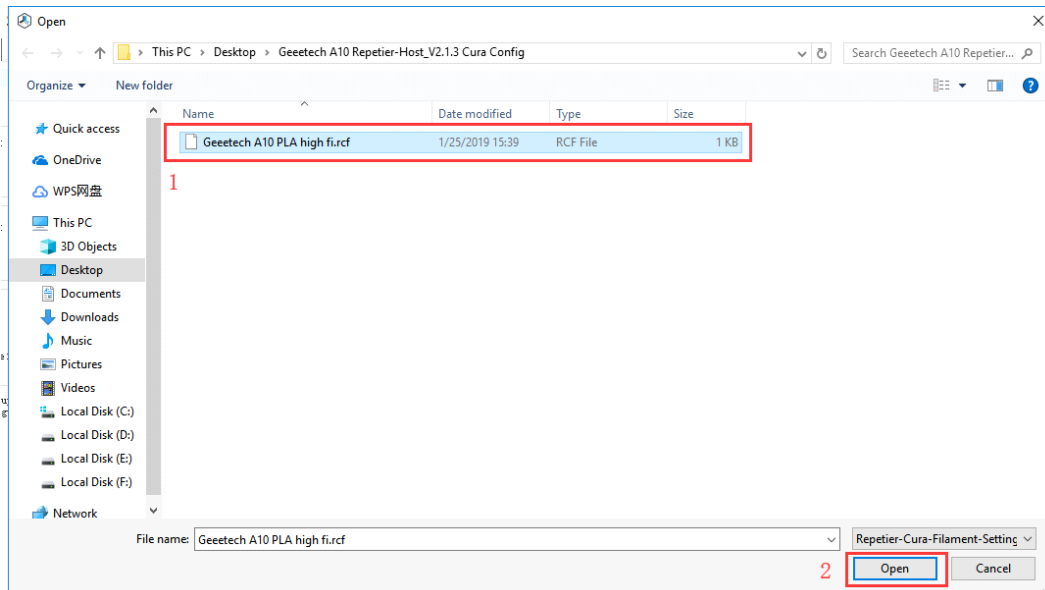 Open
This PC > Desktop > Geeetech A10 Repetier-Host_V2.1.3 Cura Config
Search Geeetech A10 Repetier...
Organize
New folder
Name
Date modified
Type
Size
Geeetech A10 PLA high fi.rcf
1/25/2019 15:39
RCF File
1 KB
1
Quick access
OneDrive
WPS网盘
This PC
3D Objects
Desktop
Documents
Downloads
Music
Pictures
Videos
Local Disk (C:)
Local Disk (D:)
Local Disk (E:)
Local Disk (F:)
Network
File name:
Geeetech A10 PLA high fi.rcf
Repetier-Cura-Filament-Setting
2
Open
Cancel